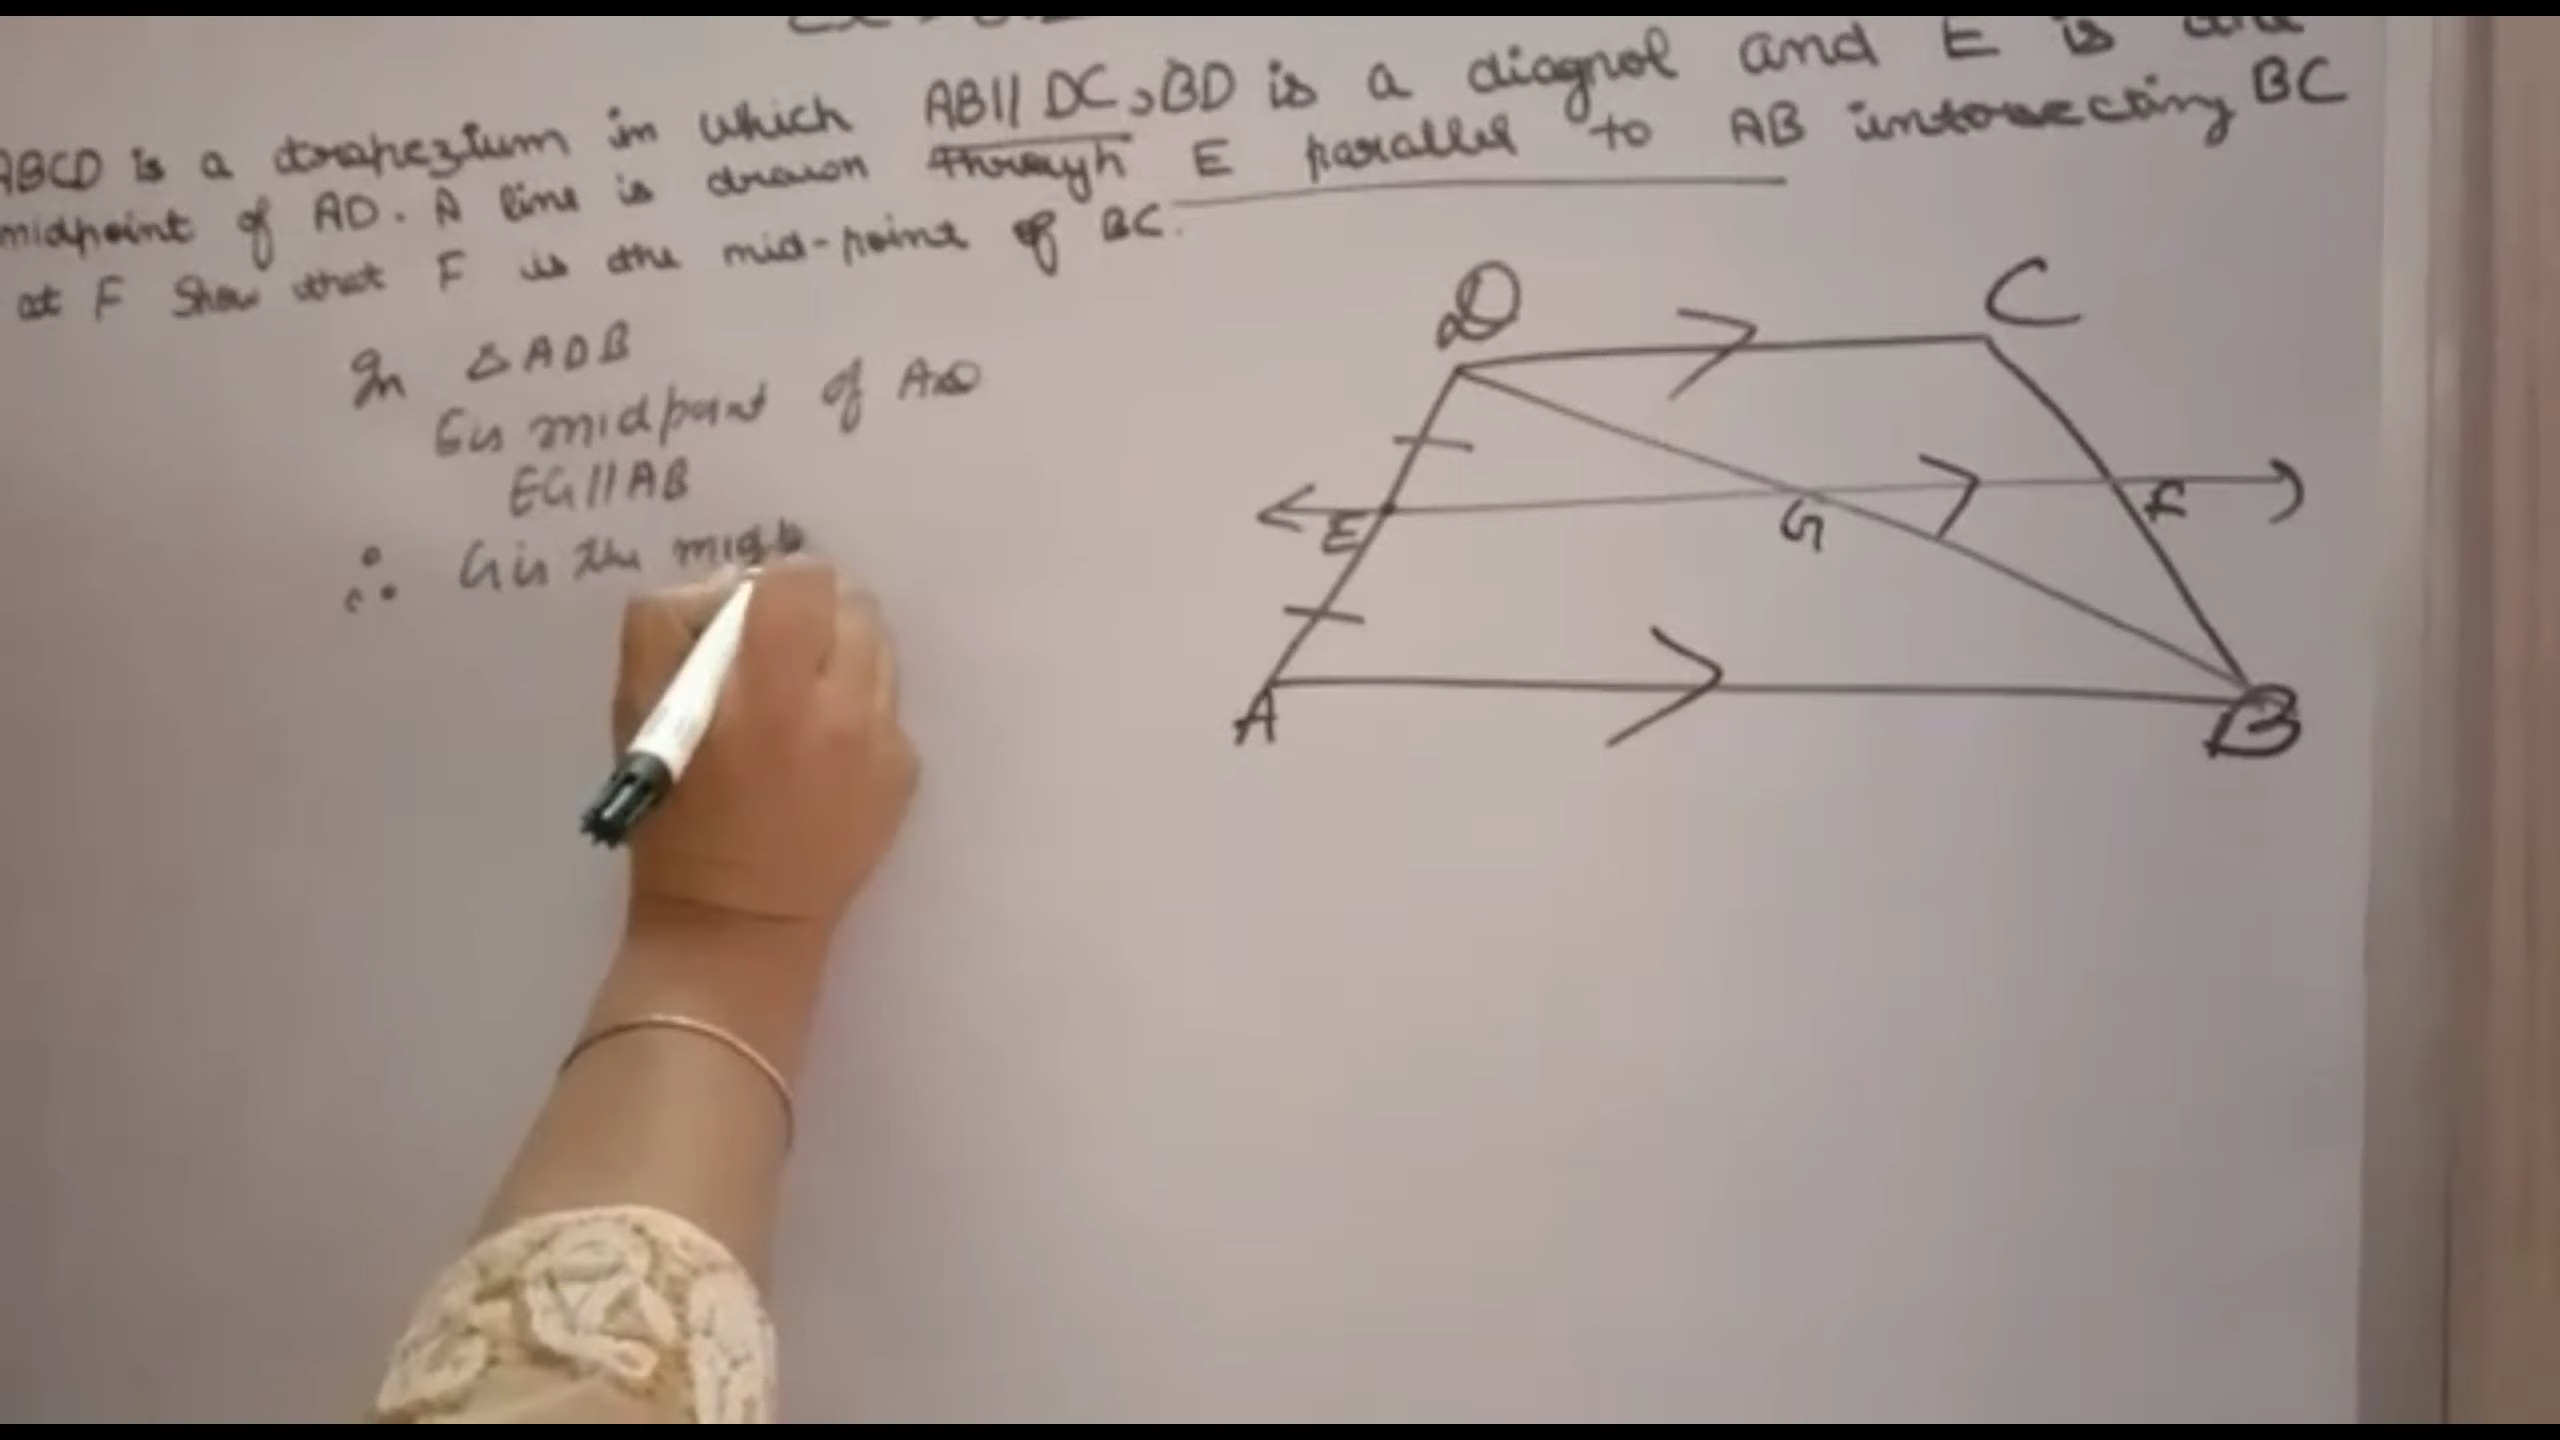 ABCD is a trapezium in which AB// DC, BD is a diagnol and E is the
midpoint of AD. A line is drawn through E parallel to AB intersecting BC
at F Show that F is the mid-point of BC.
In △ADB
E is midpoint of AD
EG//AB
∴ G is the
D
C
E
G
F
A
B